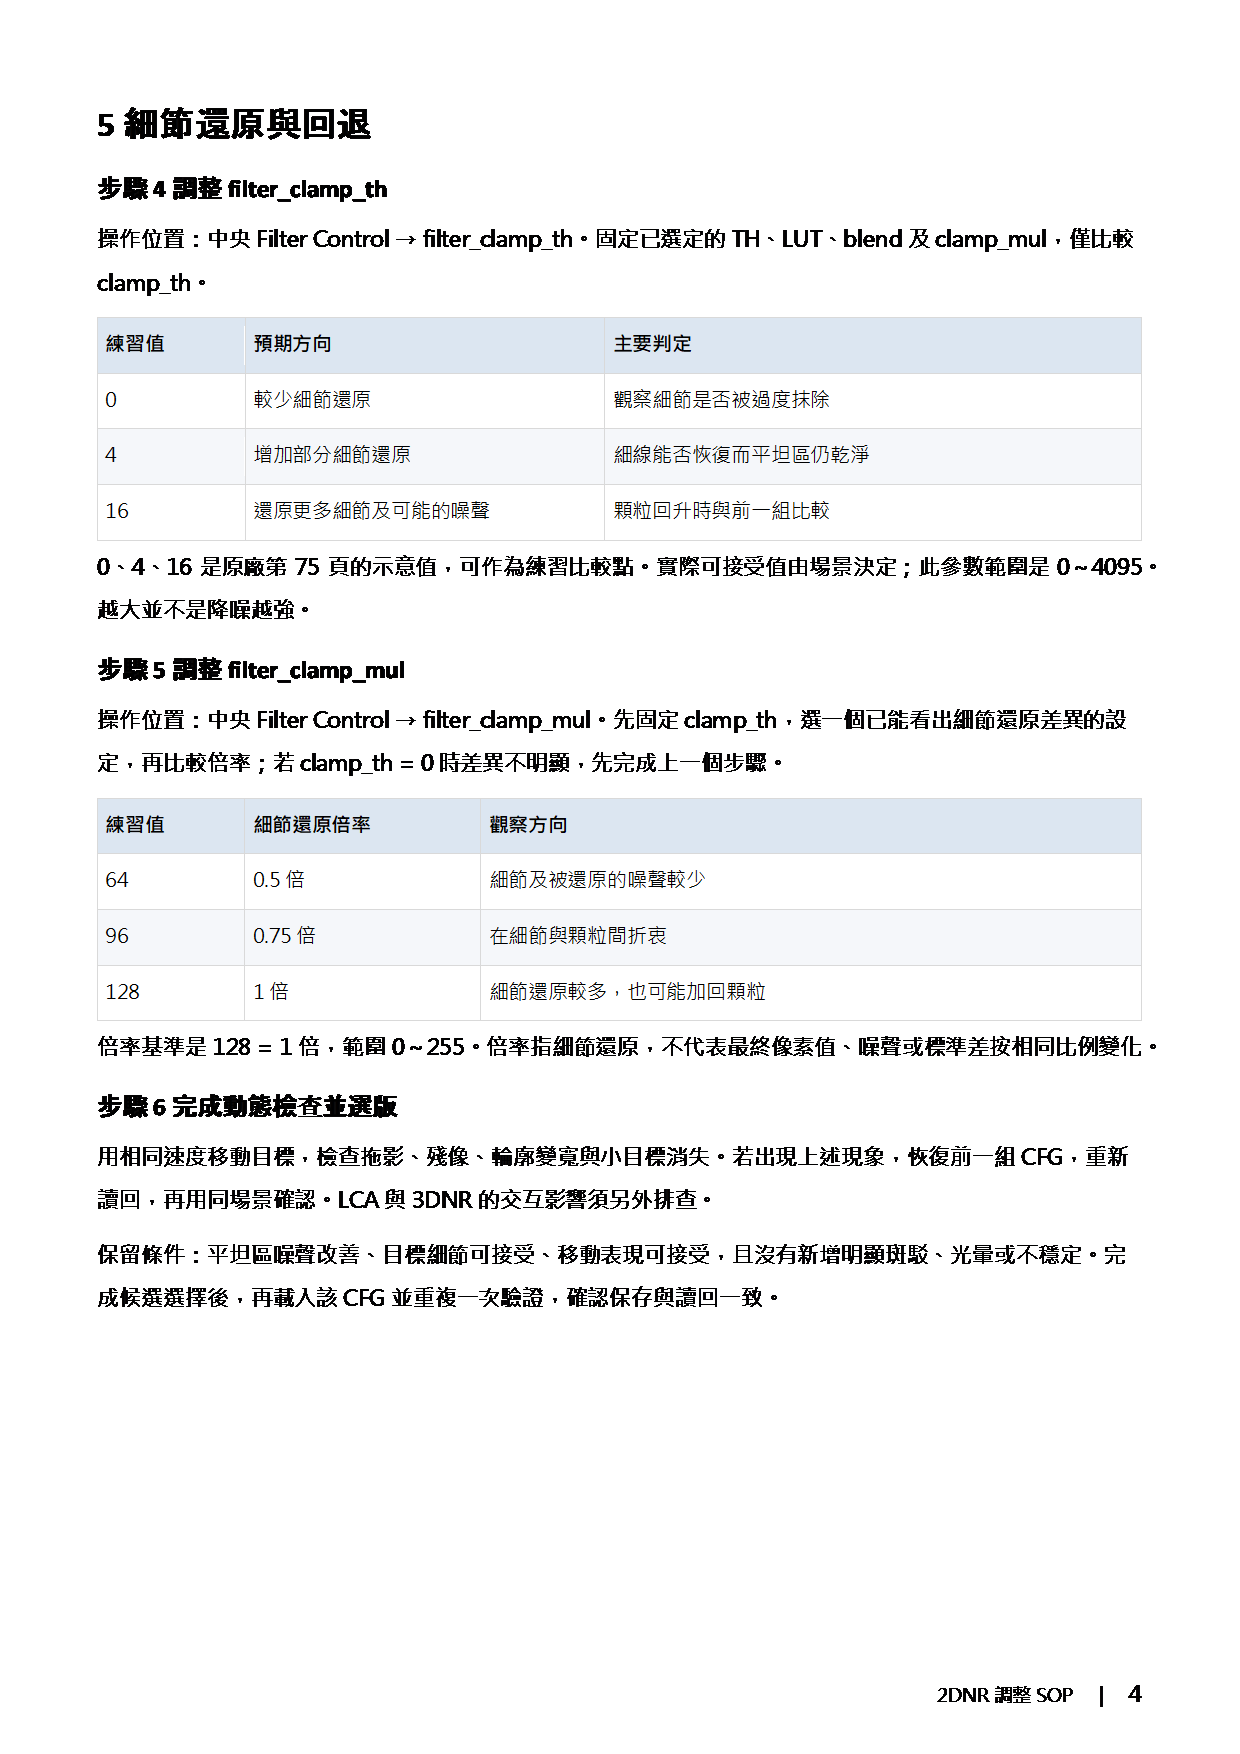 5 細節還原與回退
步驟 4 調整 filter_clamp_th
操作位置：中央 Filter Control → filter_clamp_th。固定已選定的 TH、LUT、blend 及 clamp_mul，僅比較
clamp_th。
練習值 預期方向 主要判定
0 較少細節還原 觀察細節是否被過度抹除
4 增加部分細節還原 細線能否恢復而平坦區仍乾淨
16 還原更多細節及可能的噪聲 顆粒回升時與前一組比較
0、4、16 是原廠第 75 頁的示意值，可作為練習比較點。實際可接受值由場景決定；此參數範圍是 0～4095。
越大並不是降噪越強。
步驟 5 調整 filter_clamp_mul
操作位置：中央 Filter Control → filter_clamp_mul。先固定 clamp_th，選一個已能看出細節還原差異的設
定，再比較倍率；若 clamp_th = 0 時差異不明顯，先完成上一個步驟。
練習值 細節還原倍率 觀察方向
64 0.5 倍 細節及被還原的噪聲較少
96 0.75 倍 在細節與顆粒間折衷
128 1 倍 細節還原較多，也可能加回顆粒
倍率基準是 128 = 1 倍，範圍 0～255。倍率指細節還原，不代表最終像素值、噪聲或標準差按相同比例變化。
步驟 6 完成動態檢查並選版
用相同速度移動目標，檢查拖影、殘像、輪廓變寬與小目標消失。若出現上述現象，恢復前一組 CFG，重新
讀回，再用同場景確認。LCA 與 3DNR 的交互影響須另外排查。
保留條件：平坦區噪聲改善、目標細節可接受、移動表現可接受，且沒有新增明顯斑駁、光暈或不穩定。完
成候選選擇後，再載入該 CFG 並重複一次驗證，確認保存與讀回一致。
2DNR 調整 SOP | 4